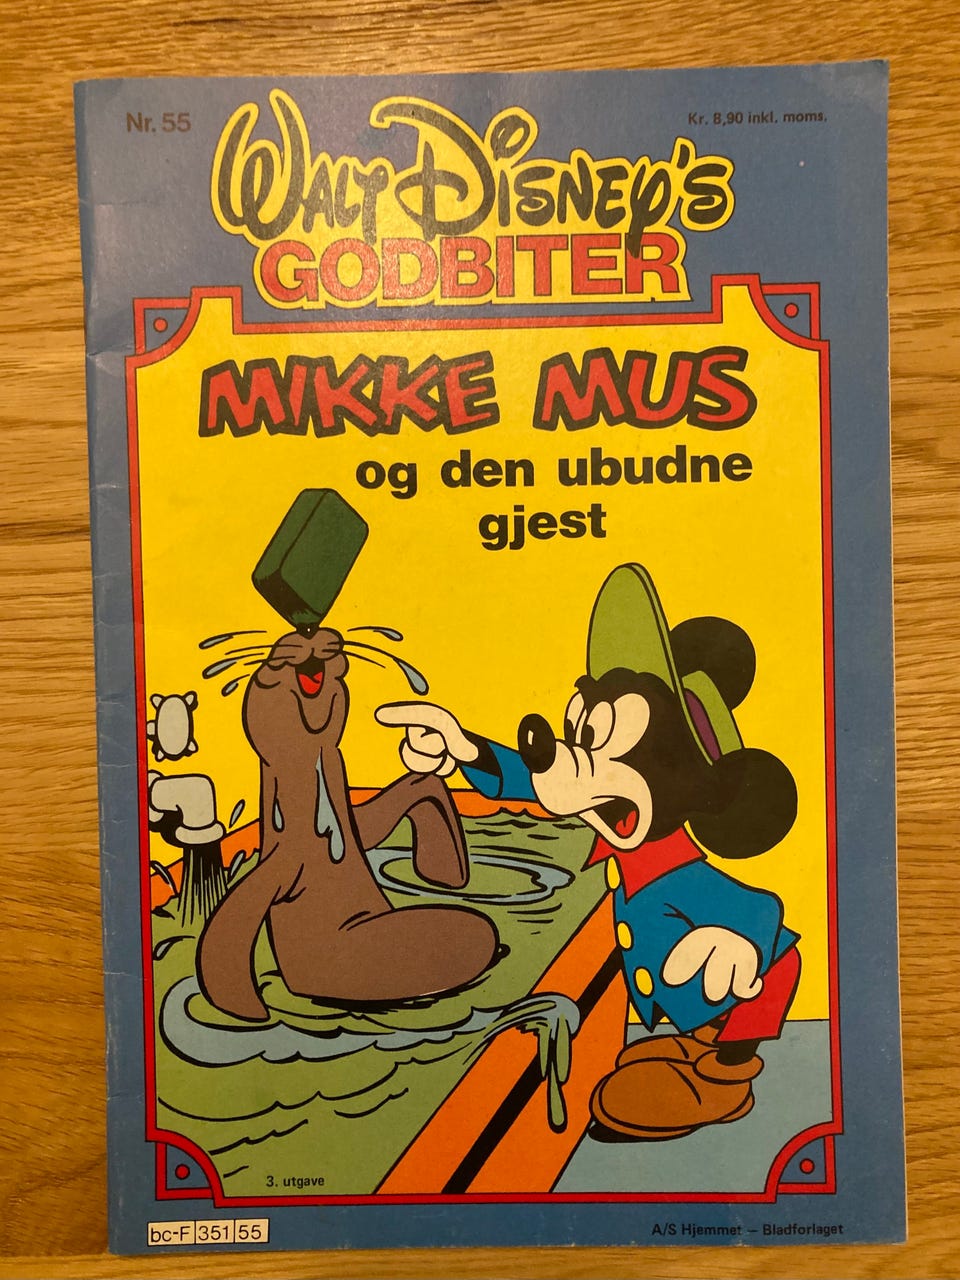 Nr. 55
Kr. 8,90 inkl. moms.
WALT DISNEY'S
GODBITER
MIKKE MUS
og den ubudne
gjest
3. utgave
bc-F 351 55
A/S Hjemmet – Bladforlaget